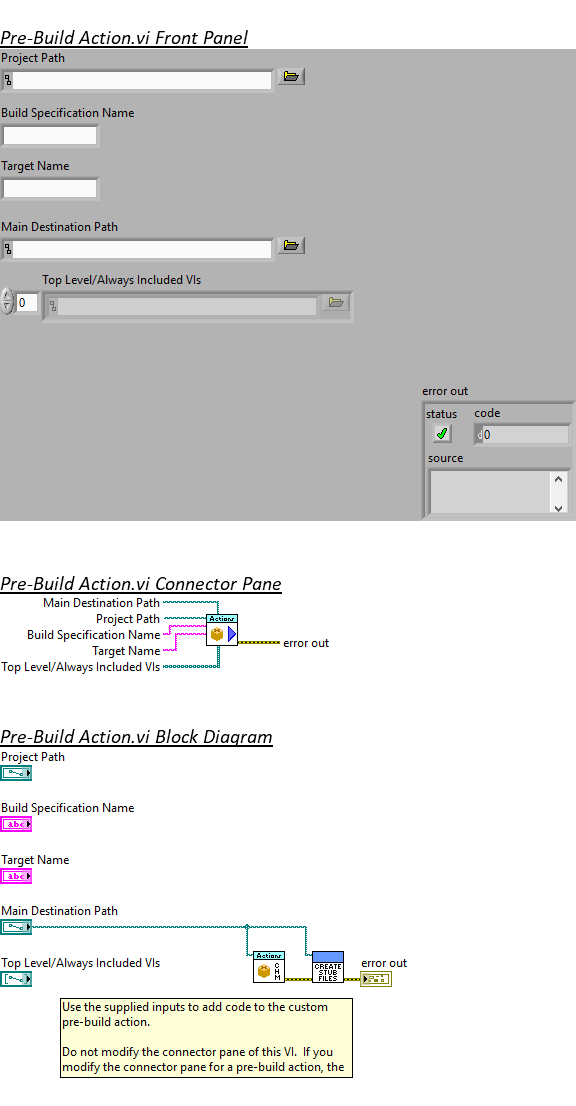 Pre-Build Action.vi Front Panel
Project Path
Build Specification Name
Target Name
Main Destination Path
Top Level/Always Included VIs
0
error out
status code
0
source
Pre-Build Action.vi Connector Pane
Main Destination Path
Project Path
Build Specification Name
Target Name
Top Level/Always Included VIs
Actions
error out
Pre-Build Action.vi Block Diagram
Project Path
Build Specification Name
abc
Target Name
abc
Main Destination Path
Top Level/Always Included VIs
Actions
CHM
CREATE
STUB
FILES
error out
Use the supplied inputs to add code to the custom
pre-build action.
Do not modify the connector pane of this VI. If you
modify the connector pane for a pre-build action, the